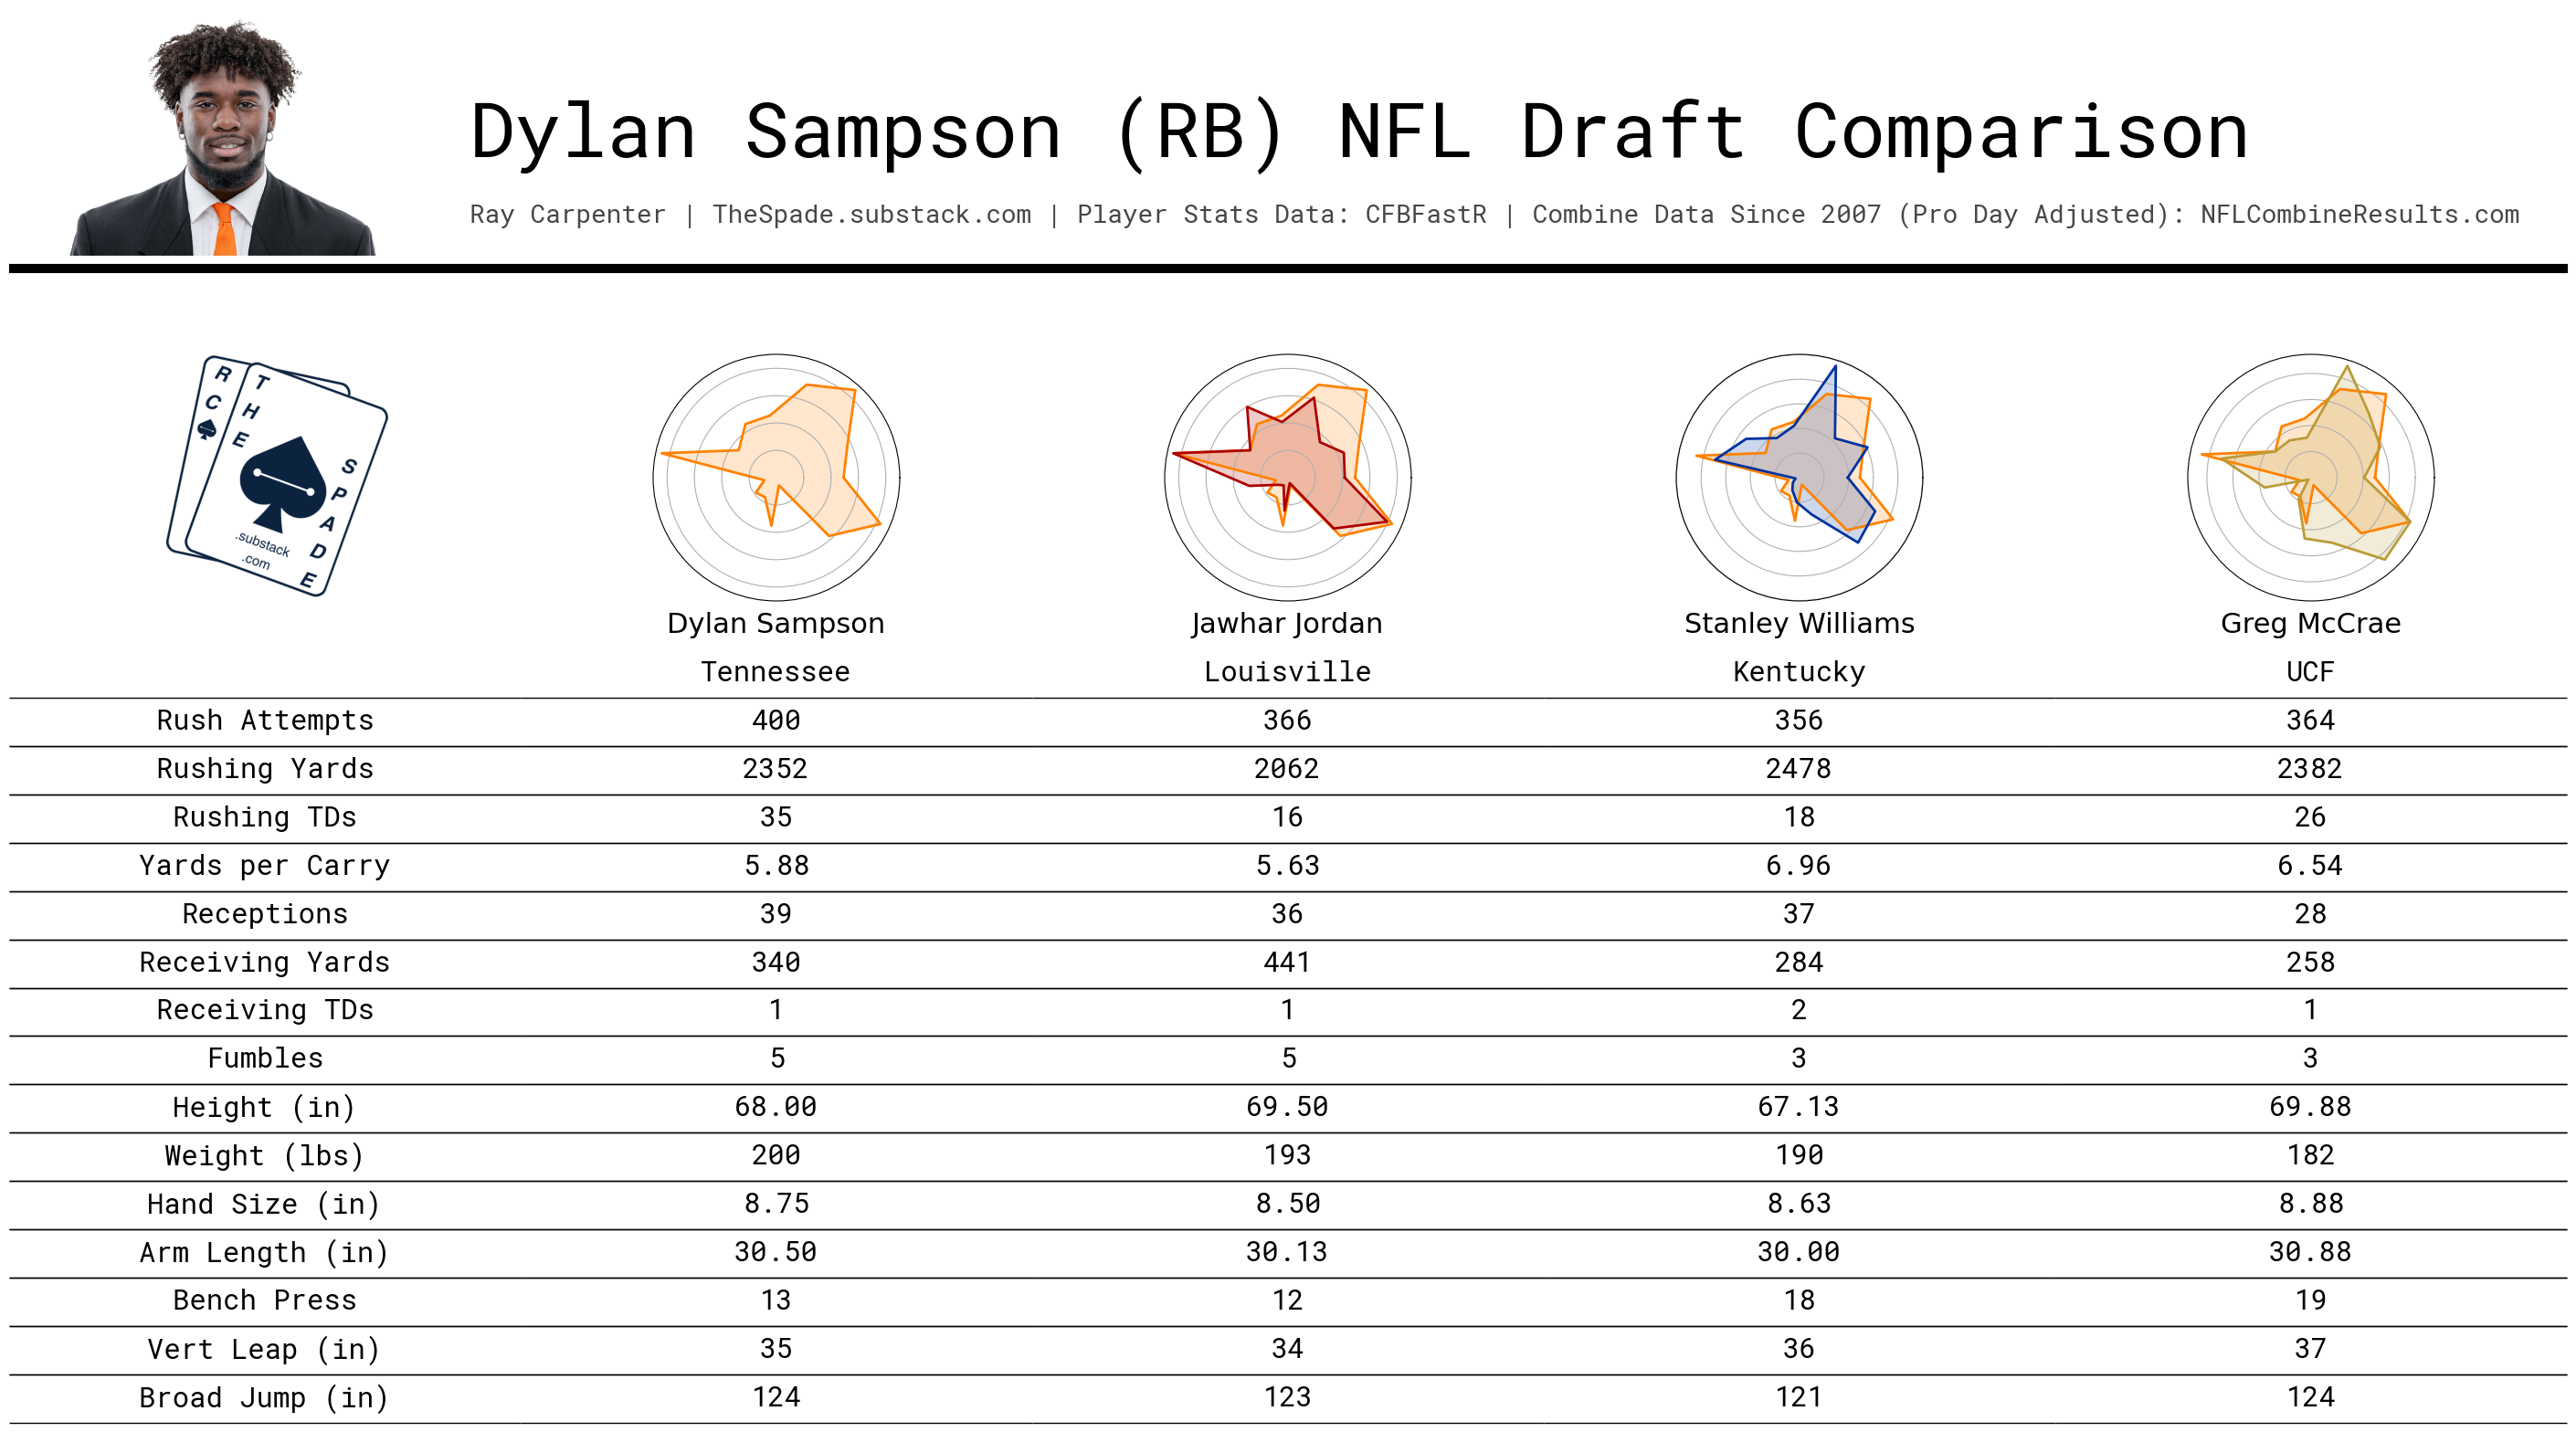 Dylan Sampson (RB) NFL Draft Comparison
Ray Carpenter | TheSpade.substack.com | Player Stats Data: CFBFastR | Combine Data Since 2007 (Pro Day Adjusted): NFLCombineResults.com
R C
THE
SPADE
.substack
.com
Dylan Sampson Jawhar Jordan Stanley Williams Greg McCrae
Tennessee Louisville Kentucky UCF
Rush Attempts 400 366 356 364
Rushing Yards 2352 2062 2478 2382
Rushing TDs 35 16 18 26
Yards per Carry 5.88 5.63 6.96 6.54
Receptions 39 36 37 28
Receiving Yards 340 441 284 258
Receiving TDs 1 1 2 1
Fumbles 5 5 3 3
Height (in) 68.00 69.50 67.13 69.88
Weight (lbs) 200 193 190 182
Hand Size (in) 8.75 8.50 8.63 8.88
Arm Length (in) 30.50 30.13 30.00 30.88
Bench Press 13 12 18 19
Vert Leap (in) 35 34 36 37
Broad Jump (in) 124 123 121 124